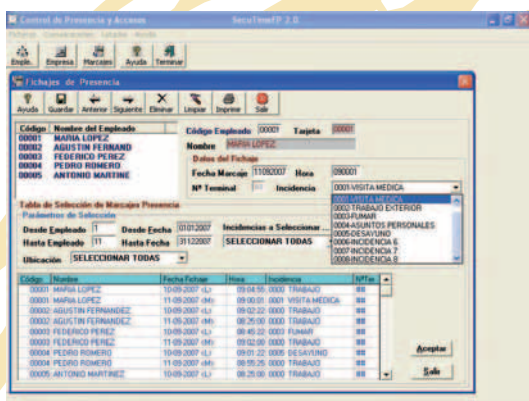 Control de Presencia y Accesos SecuTimeFP 2.0
Ficheros Comunicaciones Listados Ayuda
Emple. Empresa Marcajes Ayuda Terminar
Fichajes de Presencia
Ayuda Guardar Anterior Siguiente Eliminar Limpiar Imprimir Salir
Código Nombre del Empleado
00001 MARIA LOPEZ
00002 AGUSTIN FERNAND
00003 FEDERICO PEREZ
00004 PEDRO ROMERO
00005 ANTONIO MARTINE
Código Empleado 00001 Tarjeta 00001
Nombre MARIA LOPEZ
Datos del Fichaje
Fecha Marcaje 11092007 Hora 090001
Nº Terminal Incidencia 0001-VISITA MEDICA
0001-VISITA MEDICA
0002-TRABAJO EXTERIOR
0003-FUMAR
0004-ASUNTOS PERSONALES
0005-DESAYUNO
0006-INCIDENCIA 6
0007-INCIDENCIA 7
0008-INCIDENCIA 8
Tabla de Selección de Marcajes Presencia
Parámetros de Selección
Desde Empleado 1 Desde Fecha 01012007 Incidencias a Seleccionar...
Hasta Empleado 11 Hasta Fecha 31122007 SELECCIONAR TODAS
Ubicación SELECCIONAR TODAS
Código Nombre Fecha Fichaje Hora Incidencia NºTer
00001 MARIA LOPEZ 10-09-2007 (L) 09:04:55 0000 TRABAJO
00001 MARIA LOPEZ 11-09-2007 (M) 09:00:01 0001 VISITA MEDICA
00002 AGUSTIN FERNANDEZ 10-09-2007 (L) 09:02:22 0000 TRABAJO
00002 AGUSTIN FERNANDEZ 11-09-2007 (M) 08:25:00 0000 TRABAJO
00003 FEDERICO PEREZ 10-09-2007 (L) 08:45:22 0003 FUMAR
00003 FEDERICO PEREZ 11-09-2007 (M) 09:02:00 0000 TRABAJO
00004 PEDRO ROMERO 10-09-2007 (L) 09:01:22 0005 DESAYUNO
00004 PEDRO ROMERO 11-09-2007 (M) 08:55:25 0000 TRABAJO
00005 ANTONIO MARTINEZ 10-09-2007 (L) 08:25:00 0000 TRABAJO
Aceptar
Salir